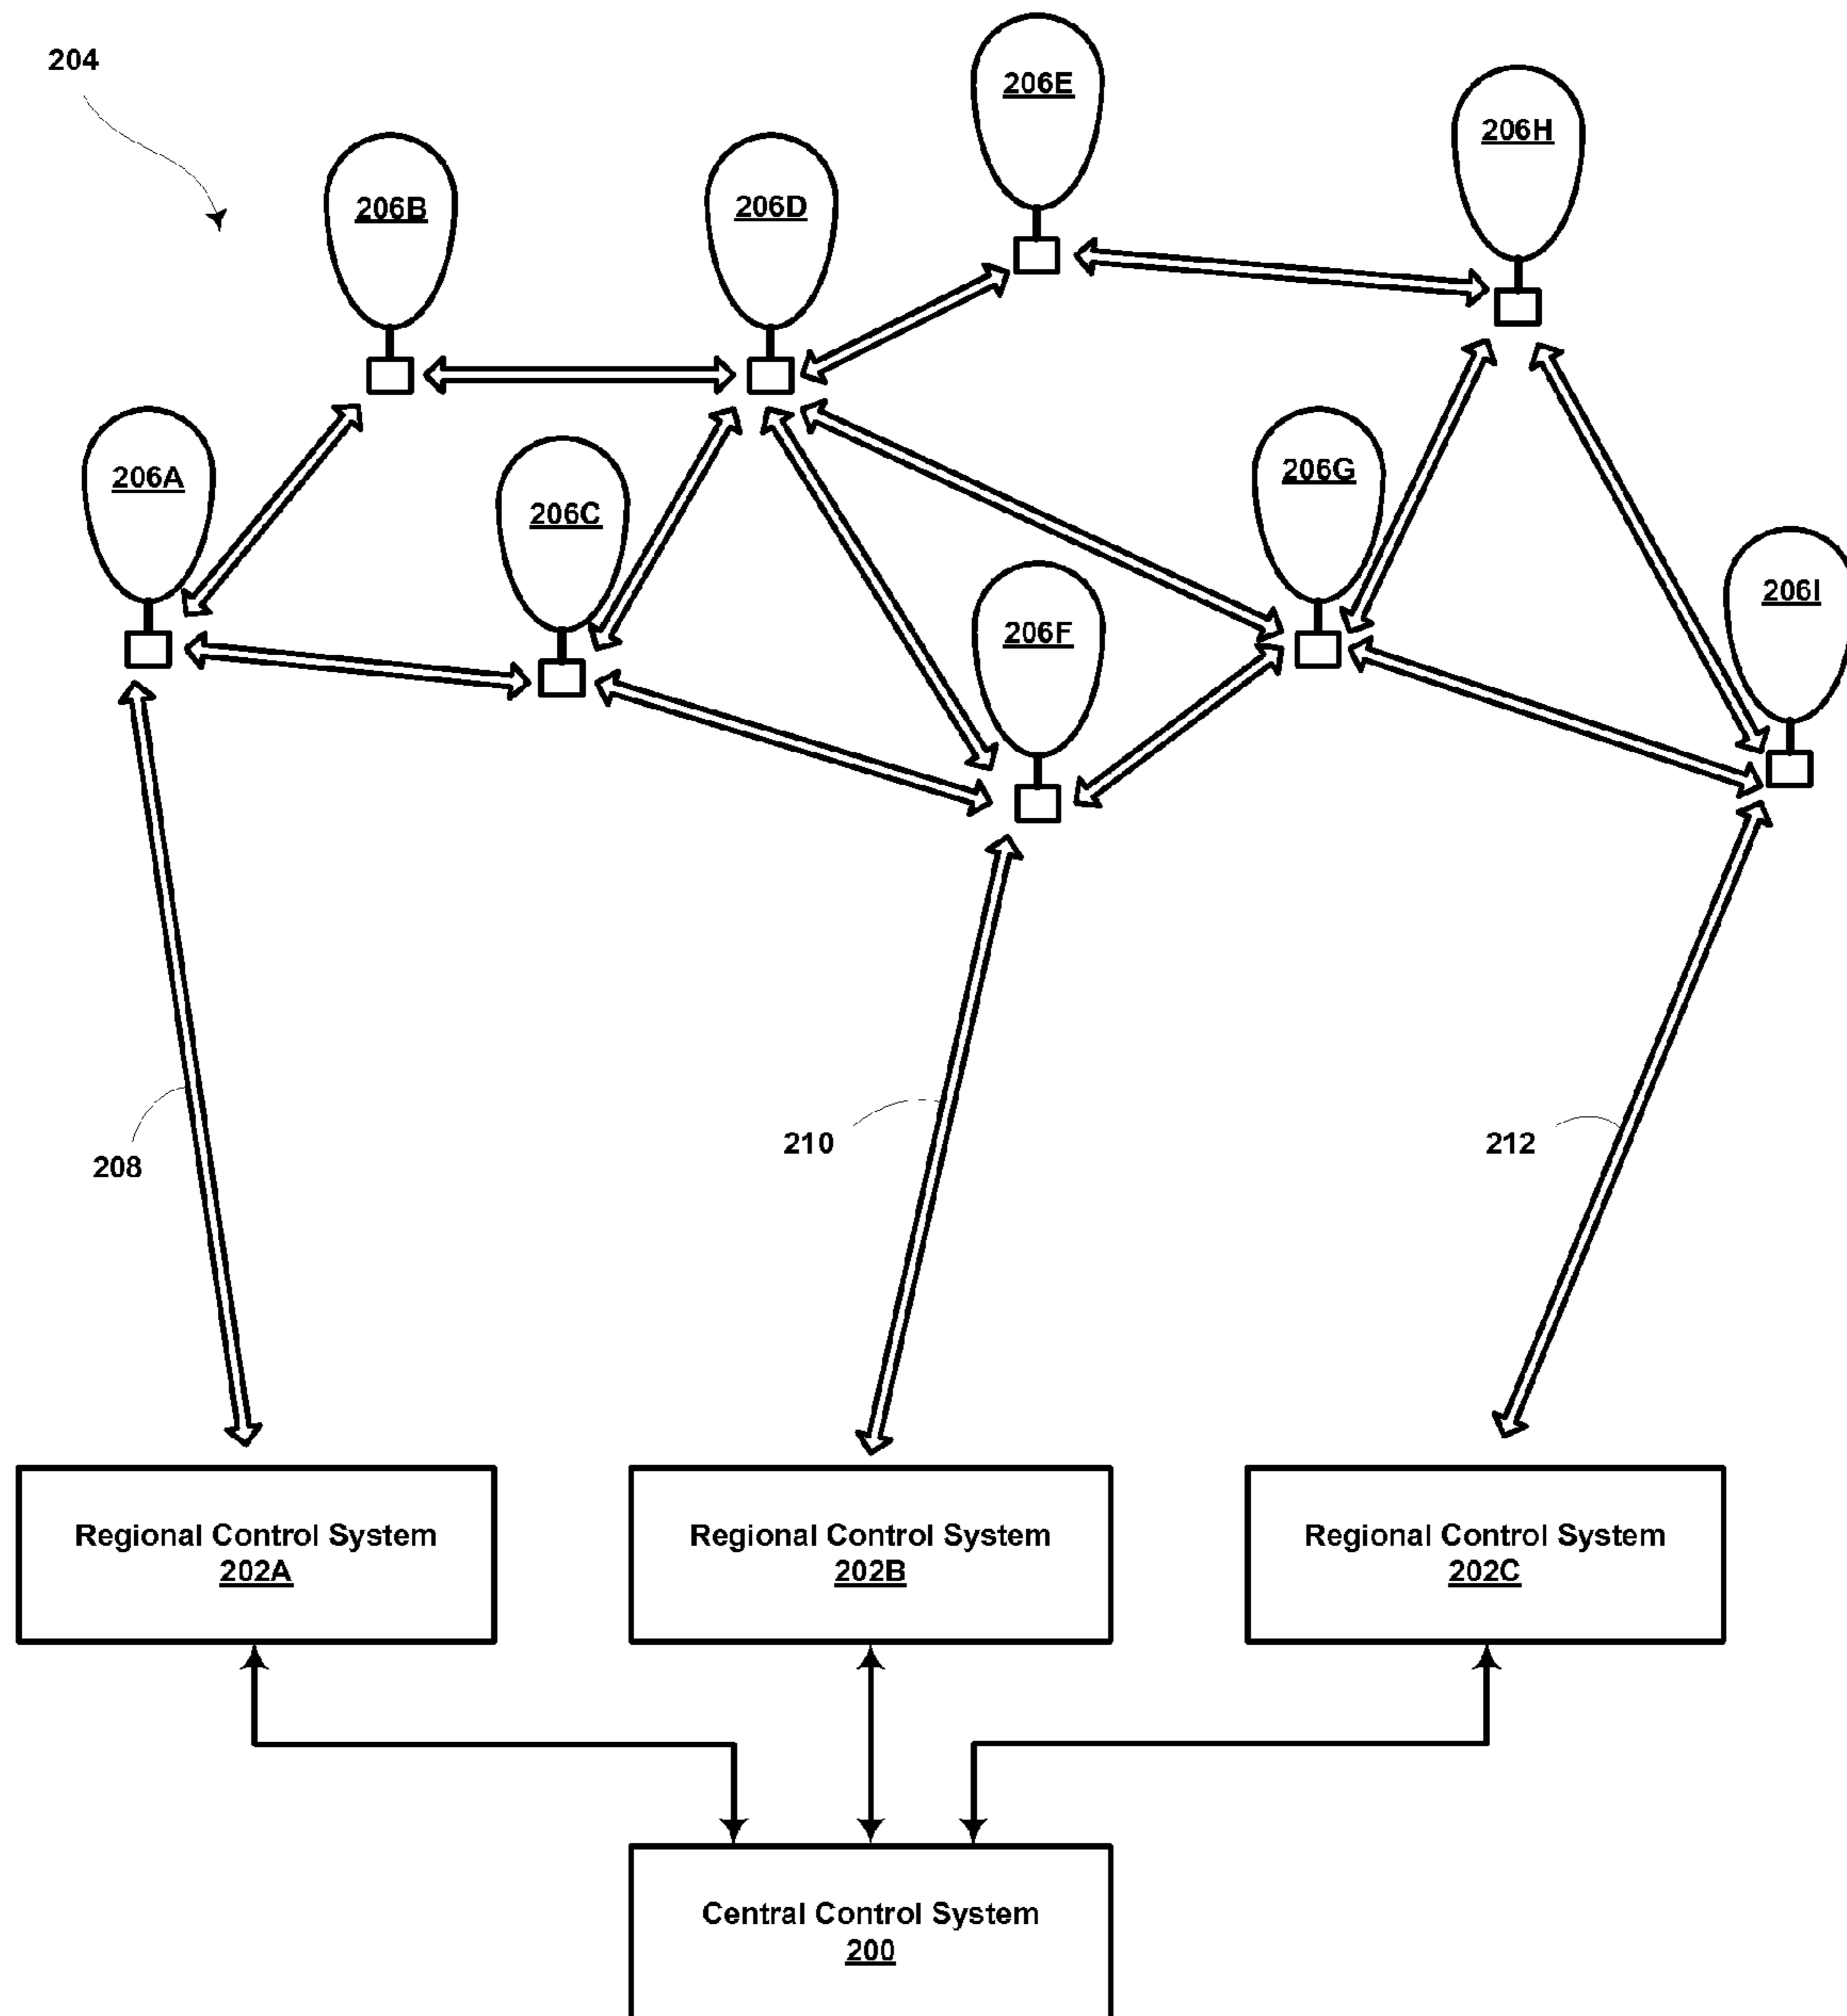 204
206E
206H
206B
206D
206A
206C
206G
206I
206F
208
210
212
Regional Control System
202A
Regional Control System
202B
Regional Control System
202C
Central Control System
200